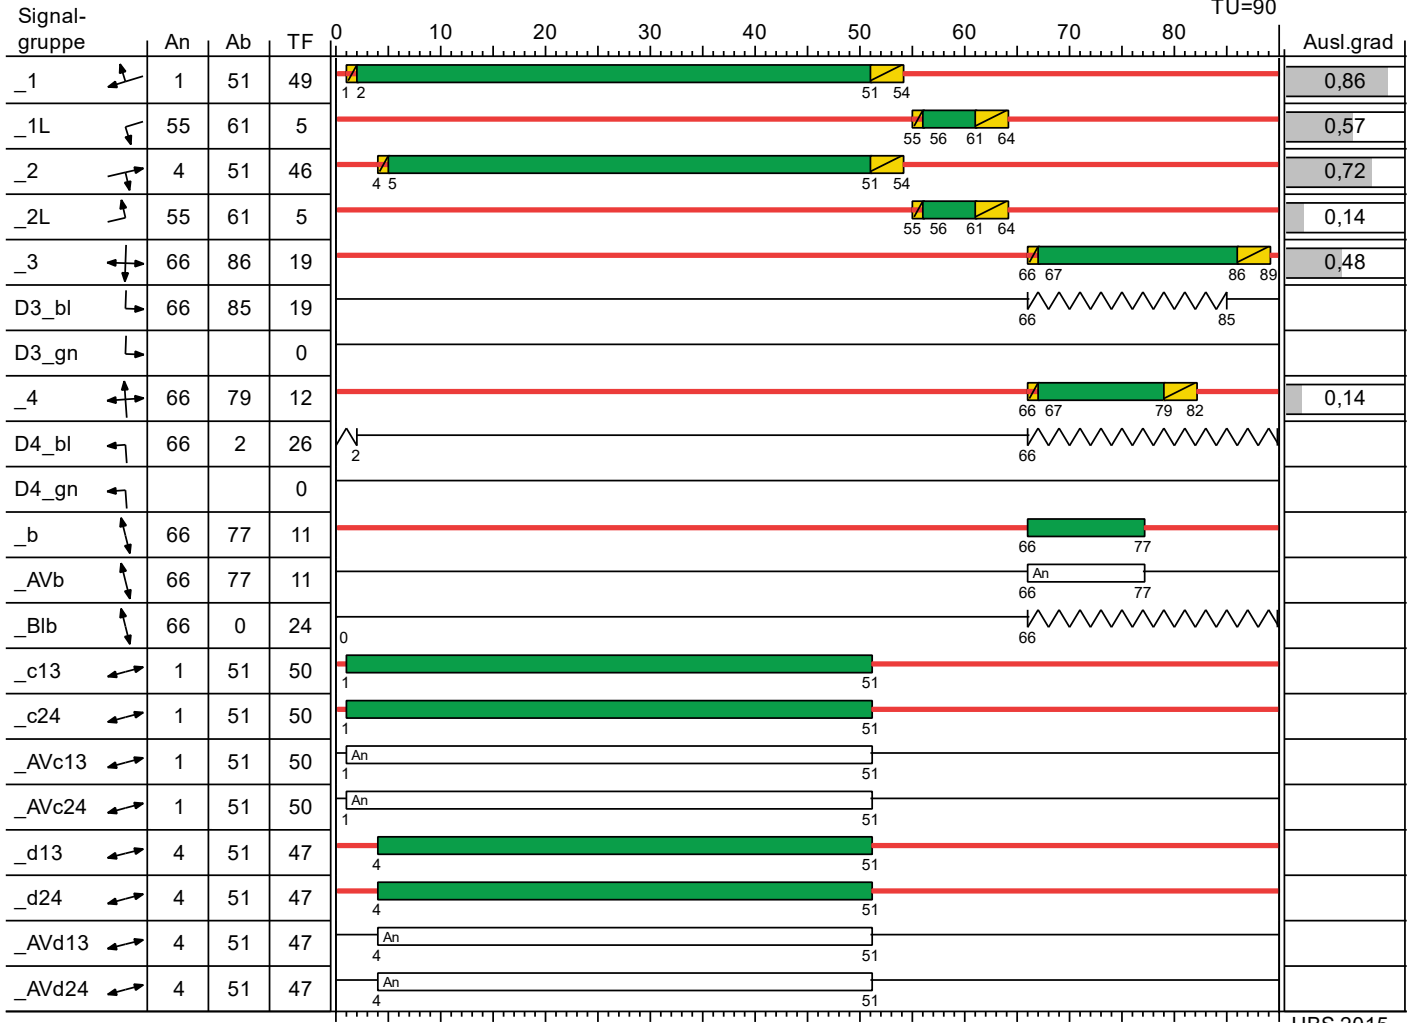 TU=90
Signal-
gruppe An Ab TF 0 10 20 30 40 50 60 70 80 Ausl.grad
_1 1 51 49 0,86
1 2 51 54
_1L 55 61 5 0,57
55 56 61 64
_2 4 51 46 0,72
4 5 51 54
_2L 55 61 5 0,14
55 56 61 64
_3 66 86 19 0,48
66 67 86 89
D3_bl 66 85 19
66 85
D3_gn 0
_4 66 79 12 0,14
66 67 79 82
D4_bl 66 2 26
2 66
D4_gn 0
_b 66 77 11
66 77
_AVb 66 77 11 An
66 77
_Blb 66 0 24
0 66
_c13 1 51 50
1 51
_c24 1 51 50
1 51
_AVc13 1 51 50 An
1 51
_AVc24 1 51 50 An
1 51
_d13 4 51 47
4 51
_d24 4 51 47
4 51
_AVd13 4 51 47 An
4 51
_AVd24 4 51 47 An
4 51
HBS 2015